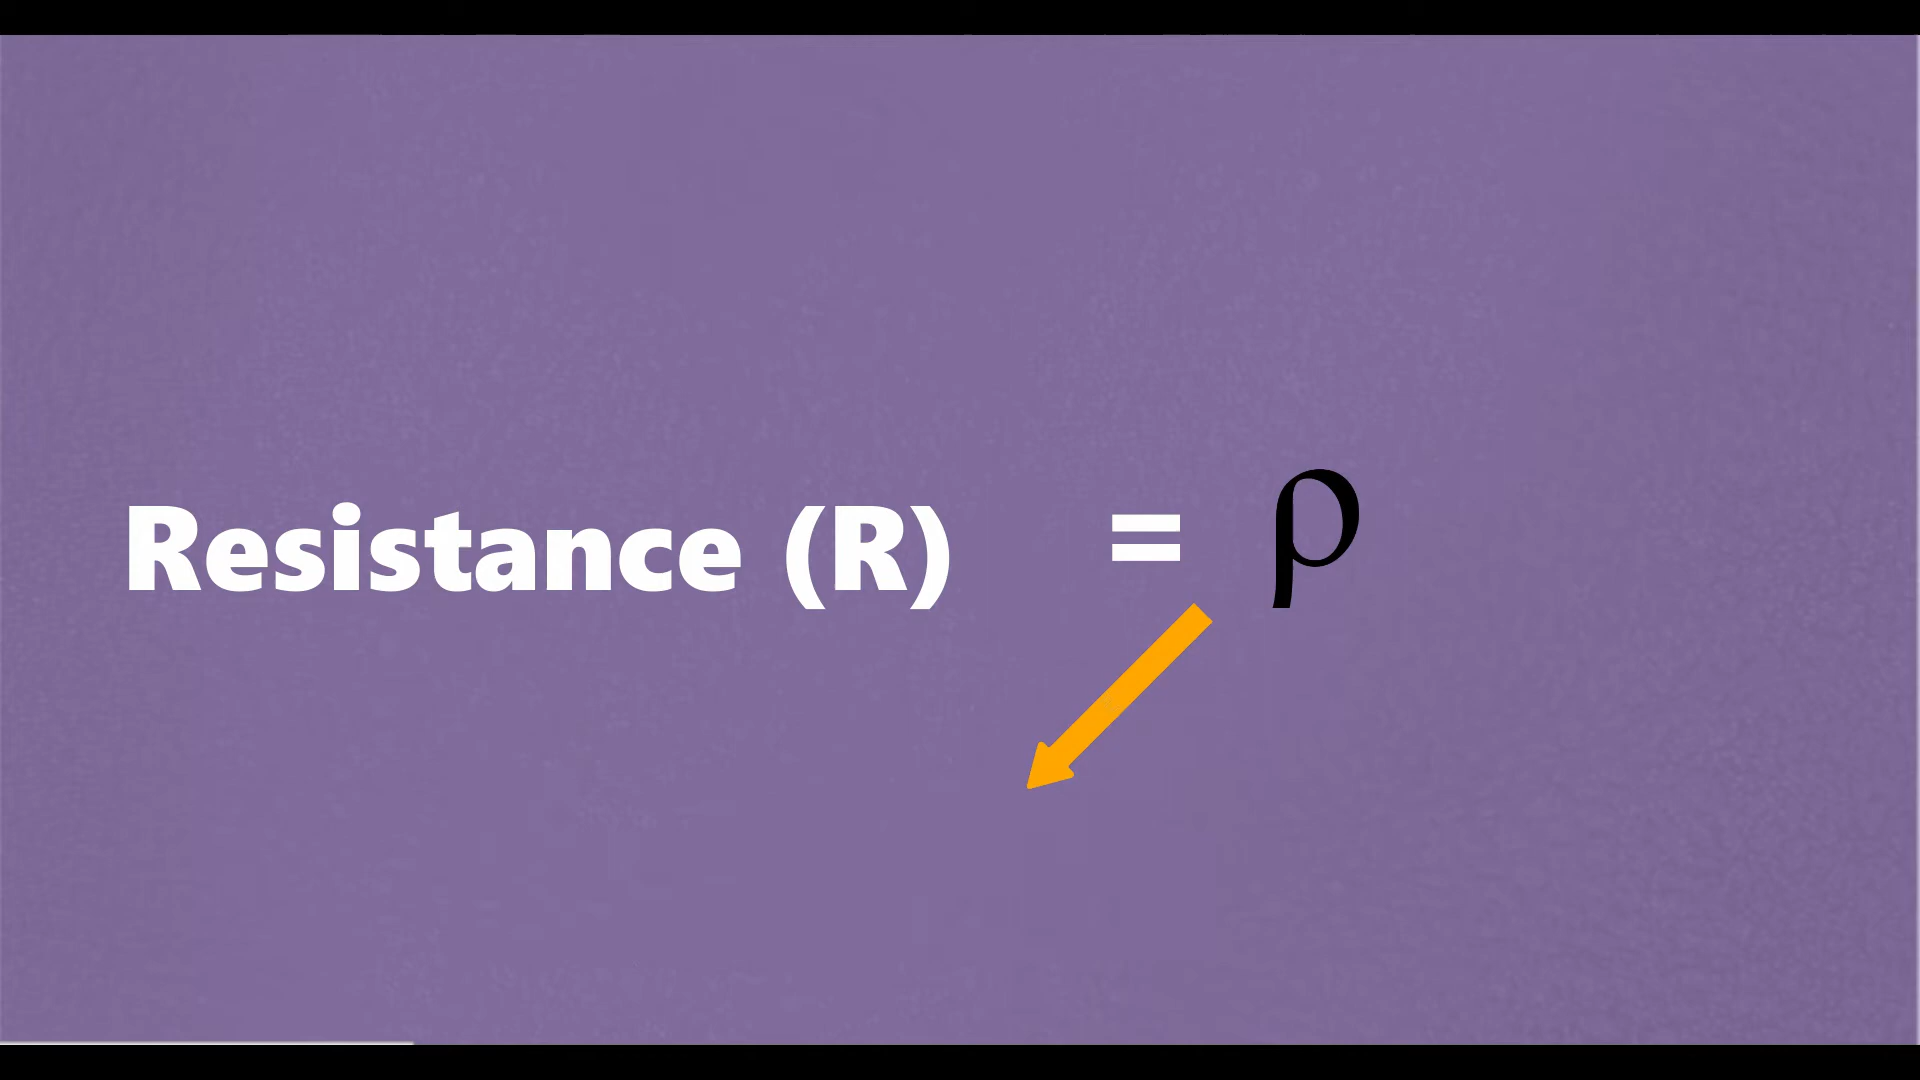 Resistance (R) = ρ